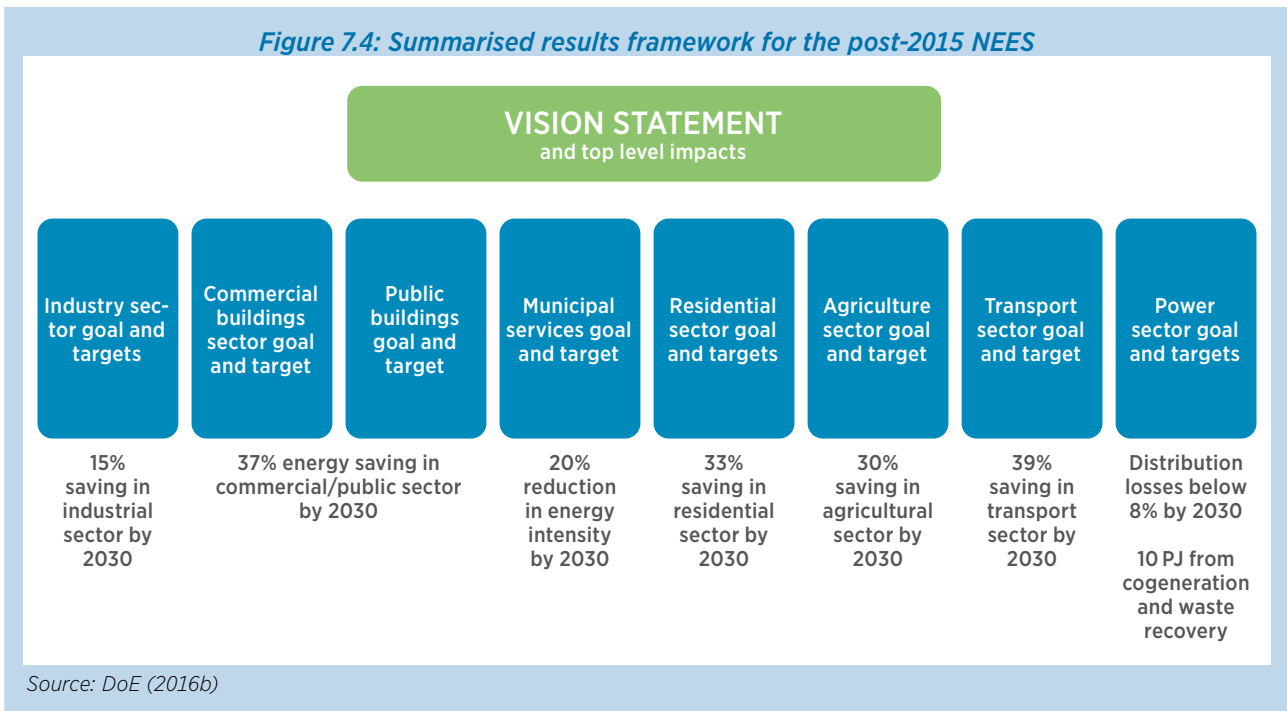 Figure 7.4: Summarised results framework for the post-2015 NEES
VISION STATEMENT
and top level impacts
Industry sec-
tor goal and
targets
Commercial
buildings
sector goal
and target
Public
buildings
goal and
target
Municipal
services goal
and target
Residential
sector goal
and targets
Agriculture
sector goal
and target
Transport
sector goal
and target
Power
sector goal
and targets
15%
saving in
industrial
sector by
2030
37% energy saving in
commercial/public sector
by 2030
20%
reduction
in energy
intensity
by 2030
33%
saving in
residential
sector by
2030
30%
saving in
agricultural
sector by
2030
39%
saving in
transport
sector by
2030
Distribution
losses below
8% by 2030
10 PJ from
cogeneration
and waste
recovery
Source: DoE (2016b)